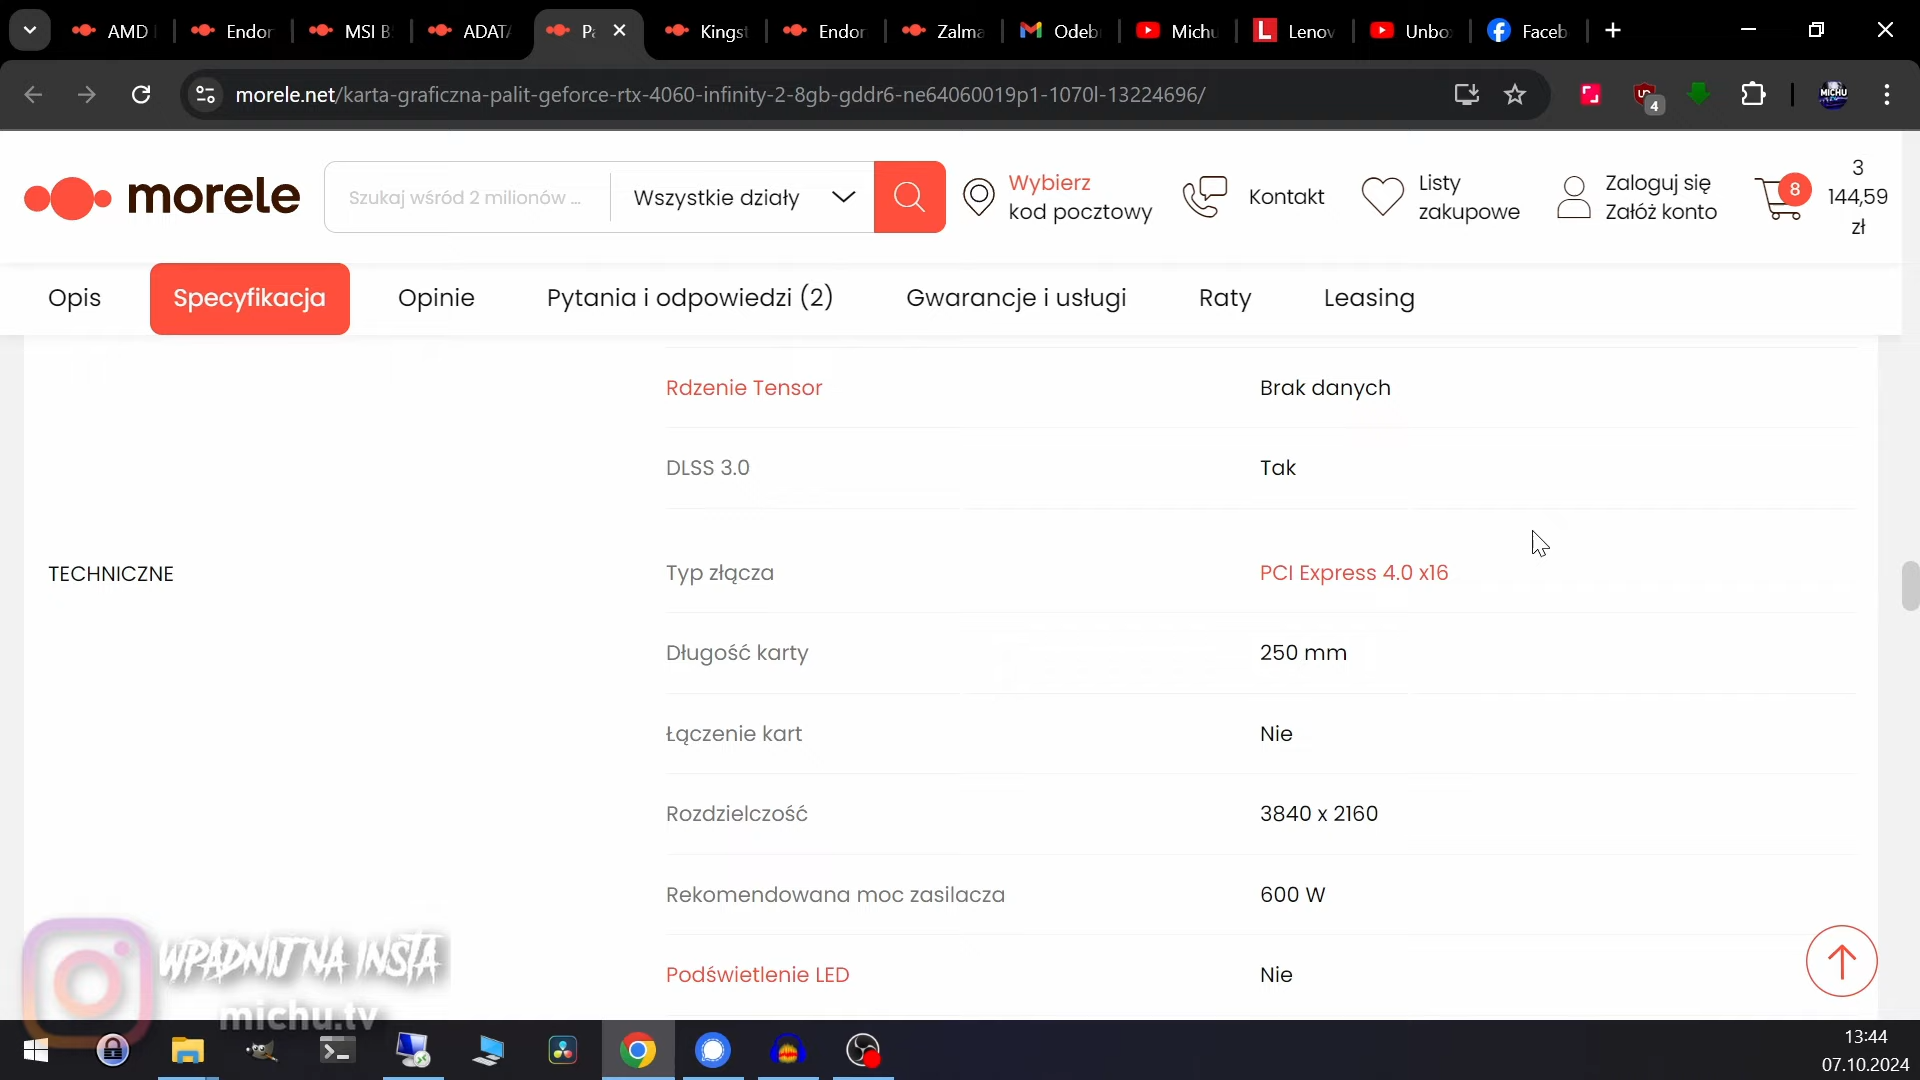 AMD
Endor
MSI B
ADATA
Pa
Kingst
Endor
Zalma
Odeb
Michu
Lenov
Unbo
Faceb
morele.net/karta-graficzna-palit-geforce-rtx-4060-infinity-2-8gb-gddr6-ne64060019p1-1070l-13224696/
4
MICHU
morele
Szukaj wśród 2 milionów ...
Wszystkie działy
Wybierz
kod pocztowy
Kontakt
Listy
zakupowe
Zaloguj się
Załóż konto
8
3
144,59
zł
Opis
Specyfikacja
Opinie
Pytania i odpowiedzi (2)
Gwarancje i usługi
Raty
Leasing
Rdzenie Tensor
Brak danych
DLSS 3.0
Tak
TECHNICZNE
Typ złącza
PCI Express 4.0 x16
Długość karty
250 mm
Łączenie kart
Nie
Rozdzielczość
3840 x 2160
Rekomendowana moc zasilacza
600 W
Podświetlenie LED
Nie
WPADNIJ NA INSTA
michu.tv
13:44
07.10.2024